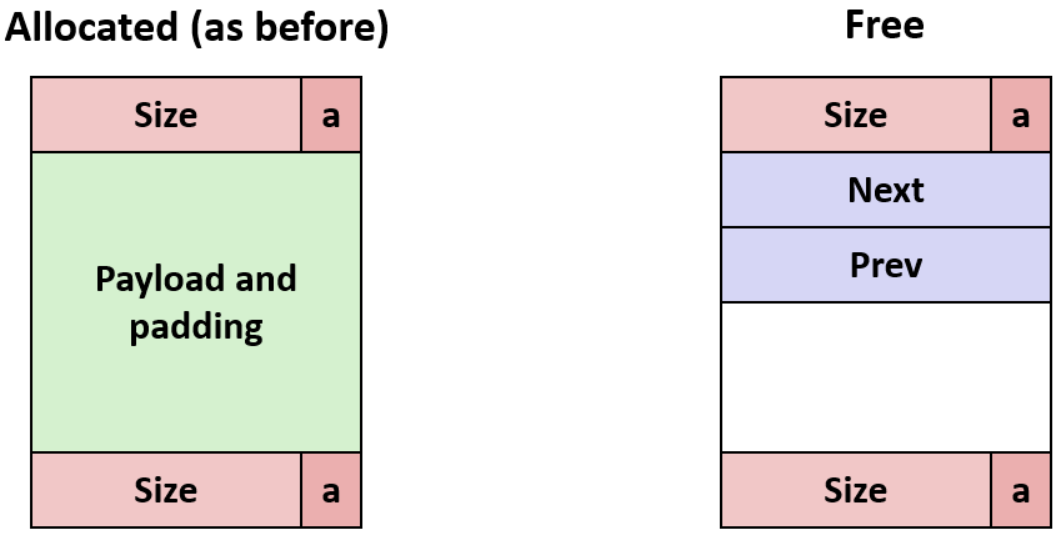 Allocated (as before)
Size
a
Payload and
padding
Size
a
Free
Size
a
Next
Prev
Size
a